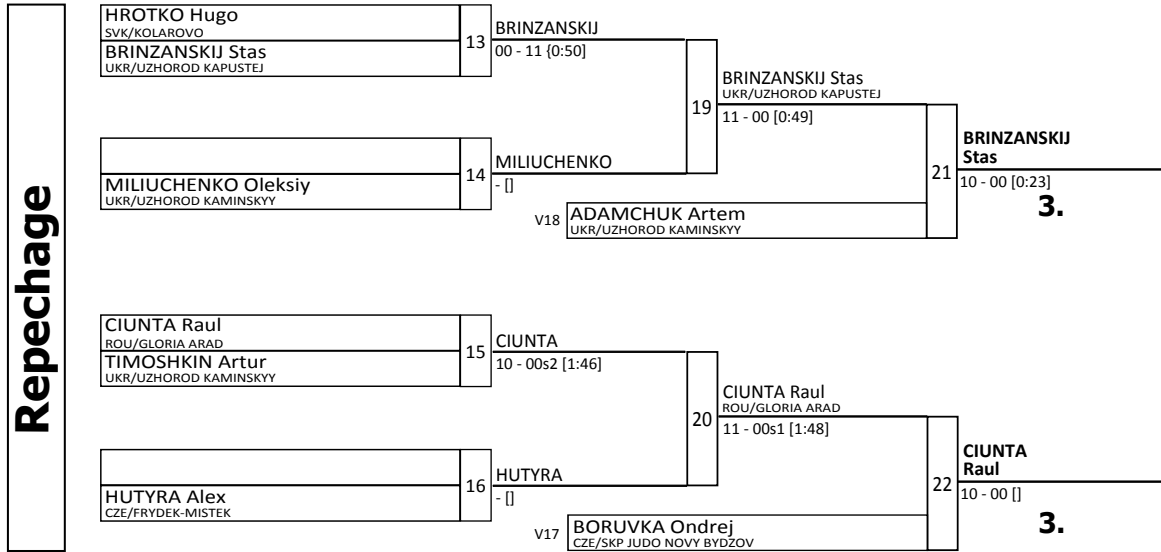 Repechage
HROTKO Hugo
SVK/KOLAROVO
BRINZANSKIJ Stas
UKR/UZHOROD KAPUSTEJ
13
BRINZANSKIJ
00 - 11 {0:50]
MILIUCHENKO Oleksiy
UKR/UZHOROD KAMINSKYY
14
MILIUCHENKO
- []
19
BRINZANSKIJ Stas
UKR/UZHOROD KAPUSTEJ
11 - 00 [0:49]
V18
ADAMCHUK Artem
UKR/UZHOROD KAMINSKYY
21
BRINZANSKIJ
Stas
10 - 00 [0:23]
3.
CIUNTA Raul
ROU/GLORIA ARAD
TIMOSHKIN Artur
UKR/UZHOROD KAMINSKYY
15
CIUNTA
10 - 00s2 [1:46]
HUTYRA Alex
CZE/FRYDEK-MISTEK
16
HUTYRA
- []
20
CIUNTA Raul
ROU/GLORIA ARAD
11 - 00s1 [1:48]
V17
BORUVKA Ondrej
CZE/SKP JUDO NOVY BYDZOV
22
CIUNTA
Raul
10 - 00 []
3.